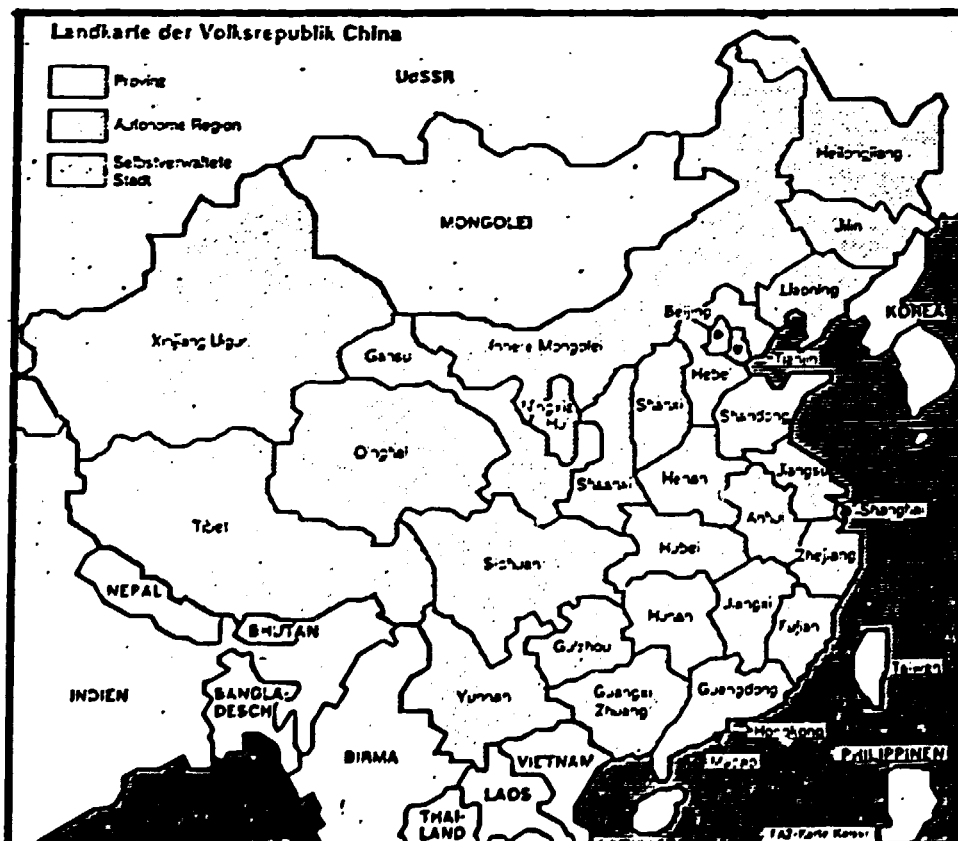 Landkarte der Volksrepublik China
Provinz
Autonome Region
Selbstverwaltete
Stadt
UdSSR
Heilongjiang
MONGOLEI
Jilin
Liaoning
KOREA
Beijing
Xinjiang Uigur
Gansu
Innere Mongolei
Tianjin
Hebei
Ningxia
Hui
Shanxi
Shandong
Qinghai
Henan
Jiangsu
Shaanxi
Anhui
Shanghai
Tibet
Hubei
Zhejiang
Sichuan
NEPAL
Jiangxi
Hunan
Fujian
BHUTAN
Guizhou
Taiwan
INDIEN
BANGLA-
DESCH
Yunnan
Guangxi
Zhuang
Guangdong
Hongkong
BIRMA
VIETNAM
Macao
PHILIPPINEN
LAOS
THAI-
LAND